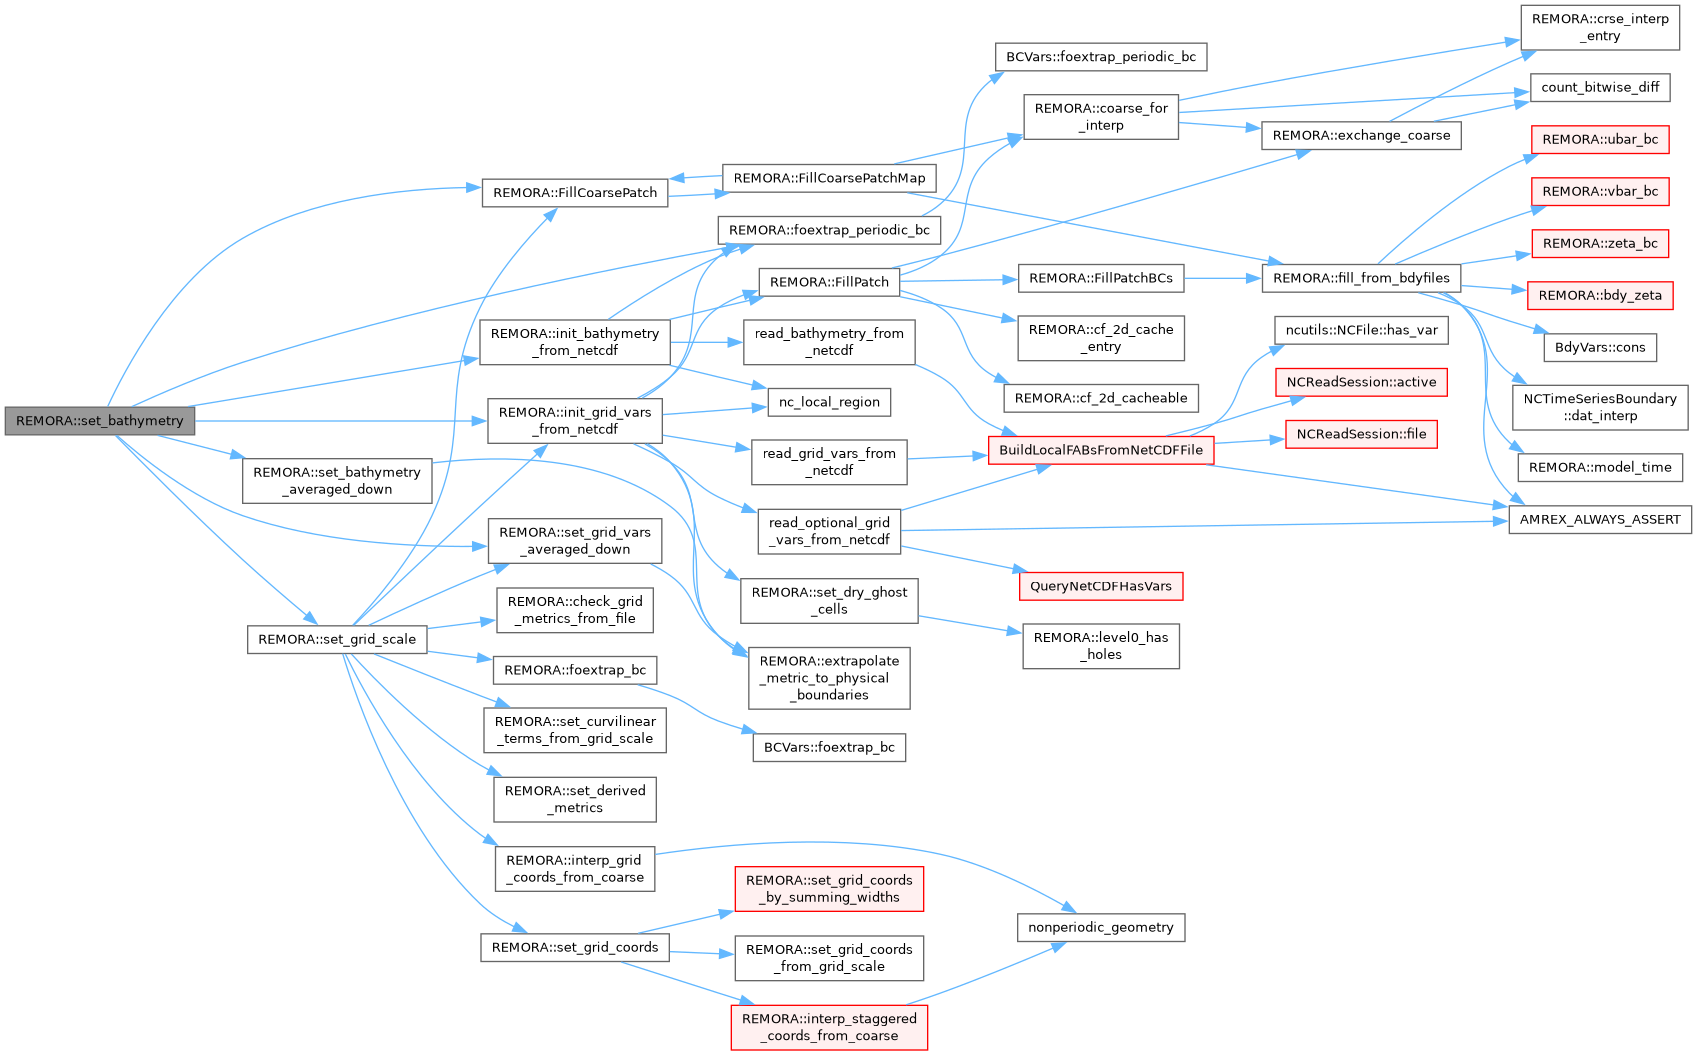 REMORA::set_bathymetry
REMORA::FillCoarsePatch
REMORA::init_bathymetry
_from_netcdf
REMORA::init_grid_vars
_from_netcdf
REMORA::set_bathymetry
_averaged_down
REMORA::set_grid_vars
_averaged_down
REMORA::set_grid_scale
REMORA::check_grid
_metrics_from_file
REMORA::foextrap_bc
REMORA::set_curvilinear
_terms_from_grid_scale
REMORA::set_derived
_metrics
REMORA::interp_grid
_coords_from_coarse
REMORA::set_grid_coords
REMORA::FillCoarsePatchMap
REMORA::foextrap_periodic_bc
REMORA::FillPatch
read_bathymetry_from
_netcdf
nc_local_region
read_grid_vars_from
_netcdf
read_optional_grid
_vars_from_netcdf
REMORA::set_dry_ghost
_cells
REMORA::extrapolate
_metric_to_physical
_boundaries
BCVars::foextrap_bc
REMORA::set_grid_coords
_by_summing_widths
REMORA::set_grid_coords
_from_grid_scale
REMORA::interp_staggered
_coords_from_coarse
BCVars::foextrap_periodic_bc
REMORA::coarse_for
_interp
REMORA::FillPatchBCs
REMORA::cf_2d_cache
_entry
REMORA::cf_2d_cacheable
BuildLocalFABsFromNetCDFFile
QueryNetCDFHasVars
REMORA::level0_has
_holes
nonperiodic_geometry
REMORA::exchange_coarse
REMORA::fill_from_bdyfiles
ncutils::NCFile::has_var
NCReadSession::active
NCReadSession::file
REMORA::crse_interp
_entry
count_bitwise_diff
REMORA::ubar_bc
REMORA::vbar_bc
REMORA::zeta_bc
REMORA::bdy_zeta
BdyVars::cons
NCTimeSeriesBoundary
::dat_interp
REMORA::model_time
AMREX_ALWAYS_ASSERT